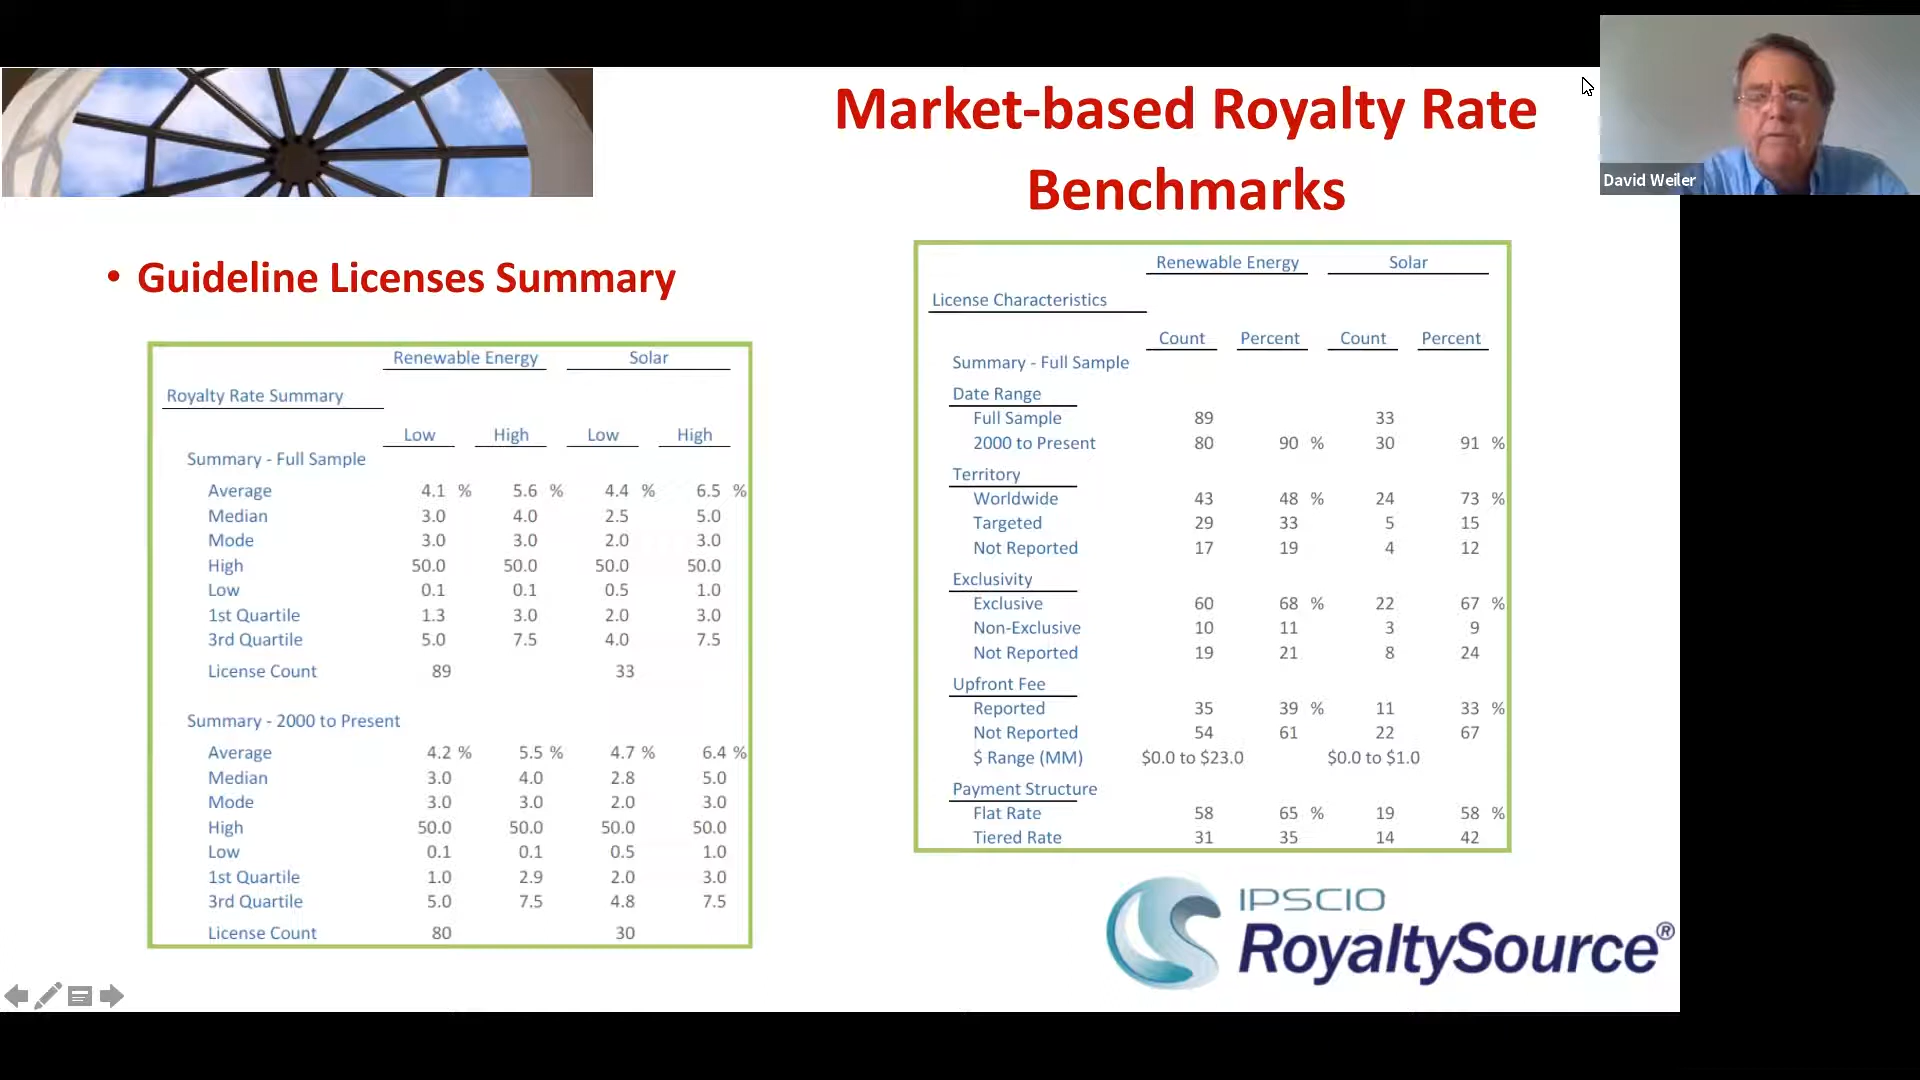 Market-based Royalty Rate
Benchmarks
David Weiler
• Guideline Licenses Summary
Renewable Energy Solar
Royalty Rate Summary
Low High Low High
Summary - Full Sample
Average 4.1 % 5.6 % 4.4 % 6.5 %
Median 3.0 4.0 2.5 5.0
Mode 3.0 3.0 2.0 3.0
High 50.0 50.0 50.0 50.0
Low 0.1 0.1 0.5 1.0
1st Quartile 1.3 3.0 2.0 3.0
3rd Quartile 5.0 7.5 4.0 7.5
License Count 89 33
Summary - 2000 to Present
Average 4.2 % 5.5 % 4.7 % 6.4 %
Median 3.0 4.0 2.8 5.0
Mode 3.0 3.0 2.0 3.0
High 50.0 50.0 50.0 50.0
Low 0.1 0.1 0.5 1.0
1st Quartile 1.0 2.9 2.0 3.0
3rd Quartile 5.0 7.5 4.8 7.5
License Count 80 30
Renewable Energy Solar
License Characteristics
Count Percent Count Percent
Summary - Full Sample
Date Range
Full Sample 89 33
2000 to Present 80 90 % 30 91 %
Territory
Worldwide 43 48 % 24 73 %
Targeted 29 33 5 15
Not Reported 17 19 4 12
Exclusivity
Exclusive 60 68 % 22 67 %
Non-Exclusive 10 11 3 9
Not Reported 19 21 8 24
Upfront Fee
Reported 35 39 % 11 33 %
Not Reported 54 61 22 67
$ Range (MM) $0.0 to $23.0 $0.0 to $1.0
Payment Structure
Flat Rate 58 65 % 19 58 %
Tiered Rate 31 35 14 42
IPSCIO
RoyaltySource®